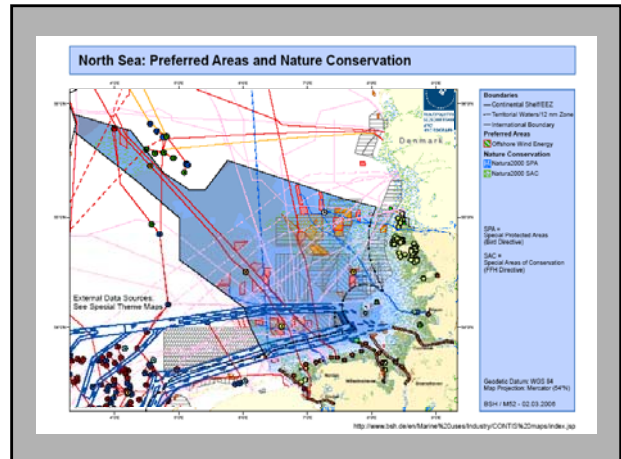 North Sea: Preferred Areas and Nature Conservation
Denmark
External Data Sources:
See Special Theme Maps
Boundaries
Continental Shelf/EEZ
Territorial Waters/12 nm Zone
International Boundary
Preferred Areas
Offshore Wind Energy
Nature Conservation
Natura2000 SPA
Natura2000 SAC
SPA =
Special Protected Areas
(Bird Directive)
SAC =
Special Areas of Conservation
(FFH Directive)
Geodetic Datum: WGS 84
Map Projection: Mercator (54°N)
BSH / M52 - 02.03.2006
http://www.bsh.de/en/Marine%20uses/Industry/CONTIS%20maps/index.jsp